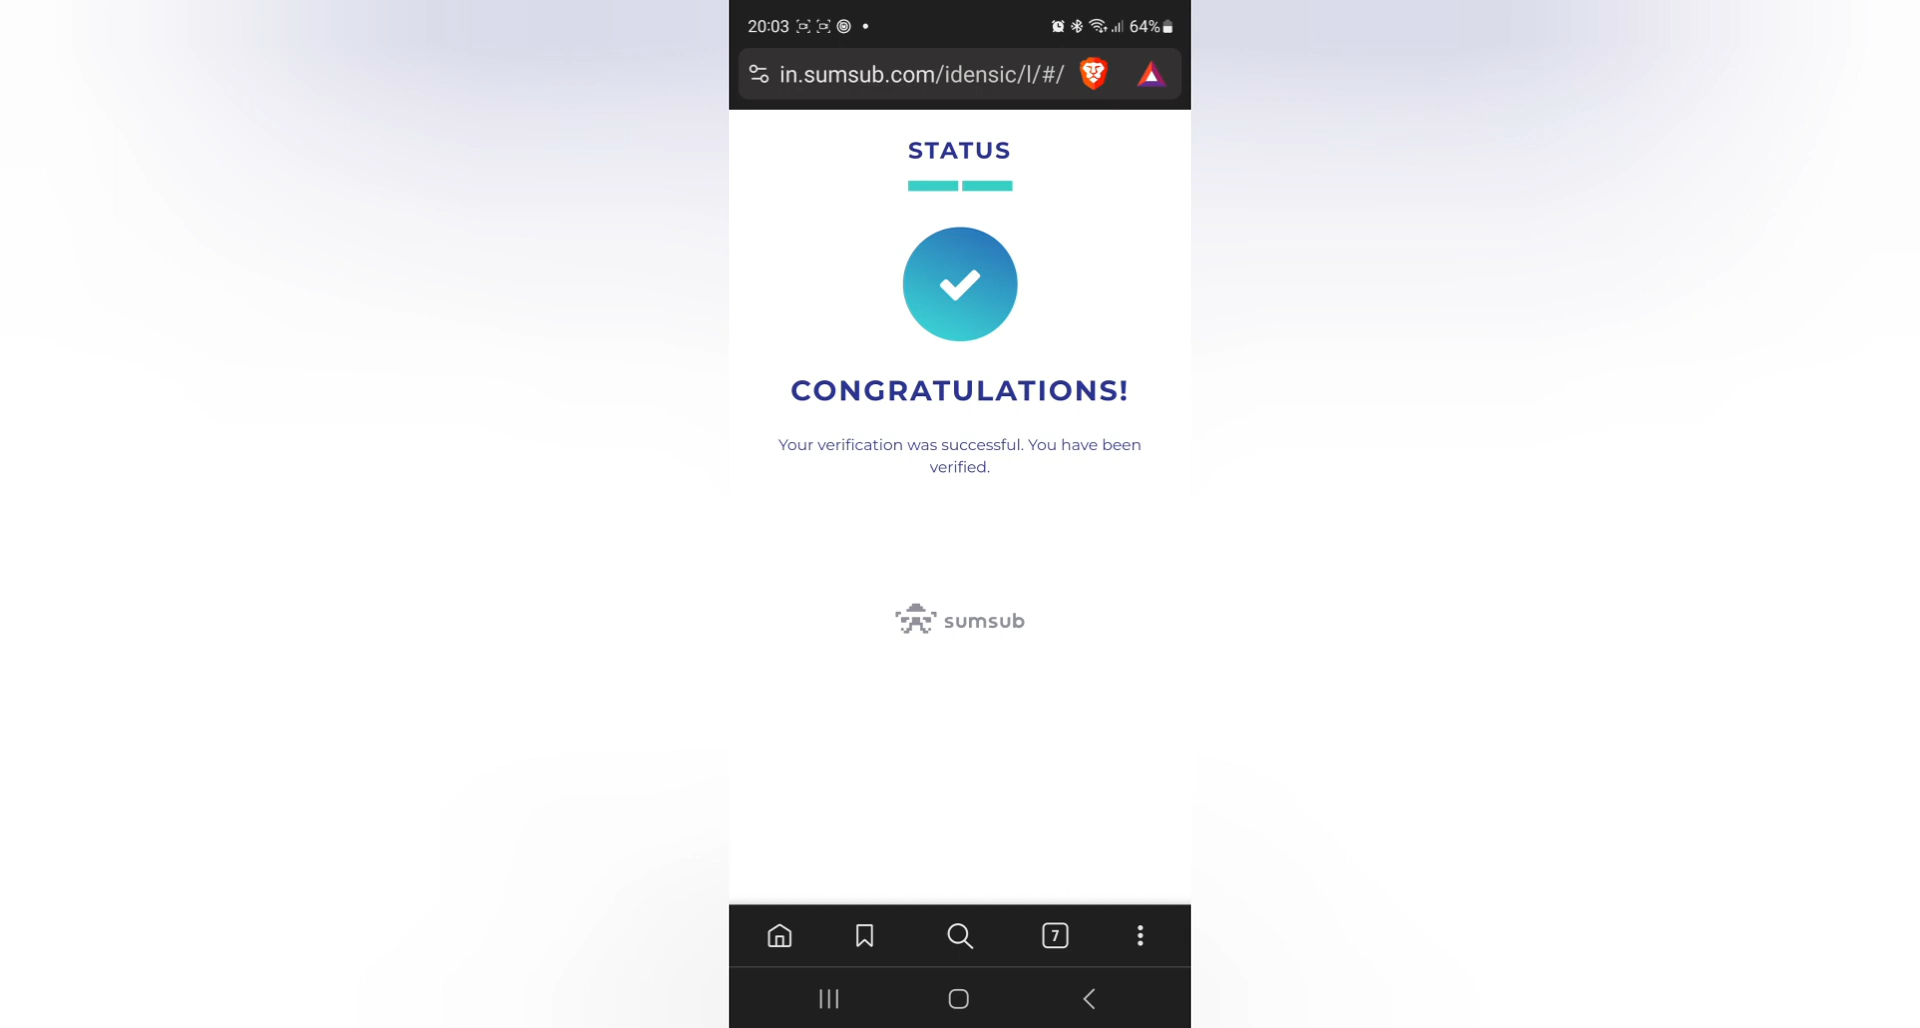 20:03 64%
in.sumsub.com/idensic/l/#/
STATUS
CONGRATULATIONS!
Your verification was successful. You have been
verified.
sumsub
7